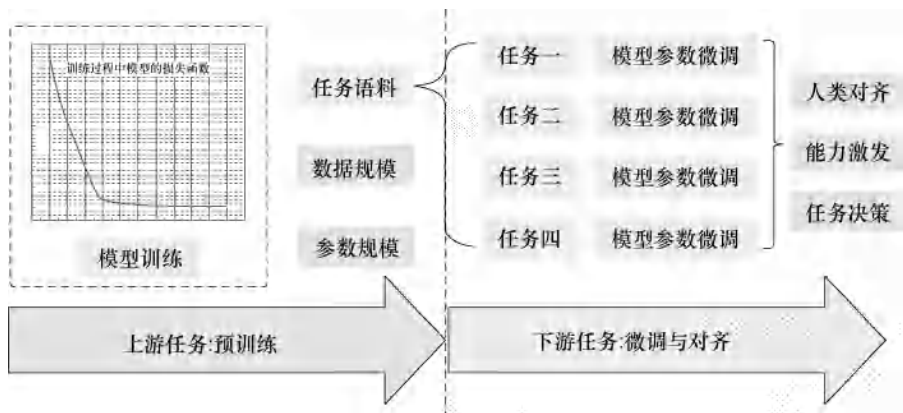 训练过程中模型的损失函数
模型训练
任务语料
数据规模
参数规模
任务一 模型参数微调
任务二 模型参数微调
任务三 模型参数微调
任务四 模型参数微调
人类对齐
能力激发
任务决策
上游任务:预训练
下游任务:微调与对齐